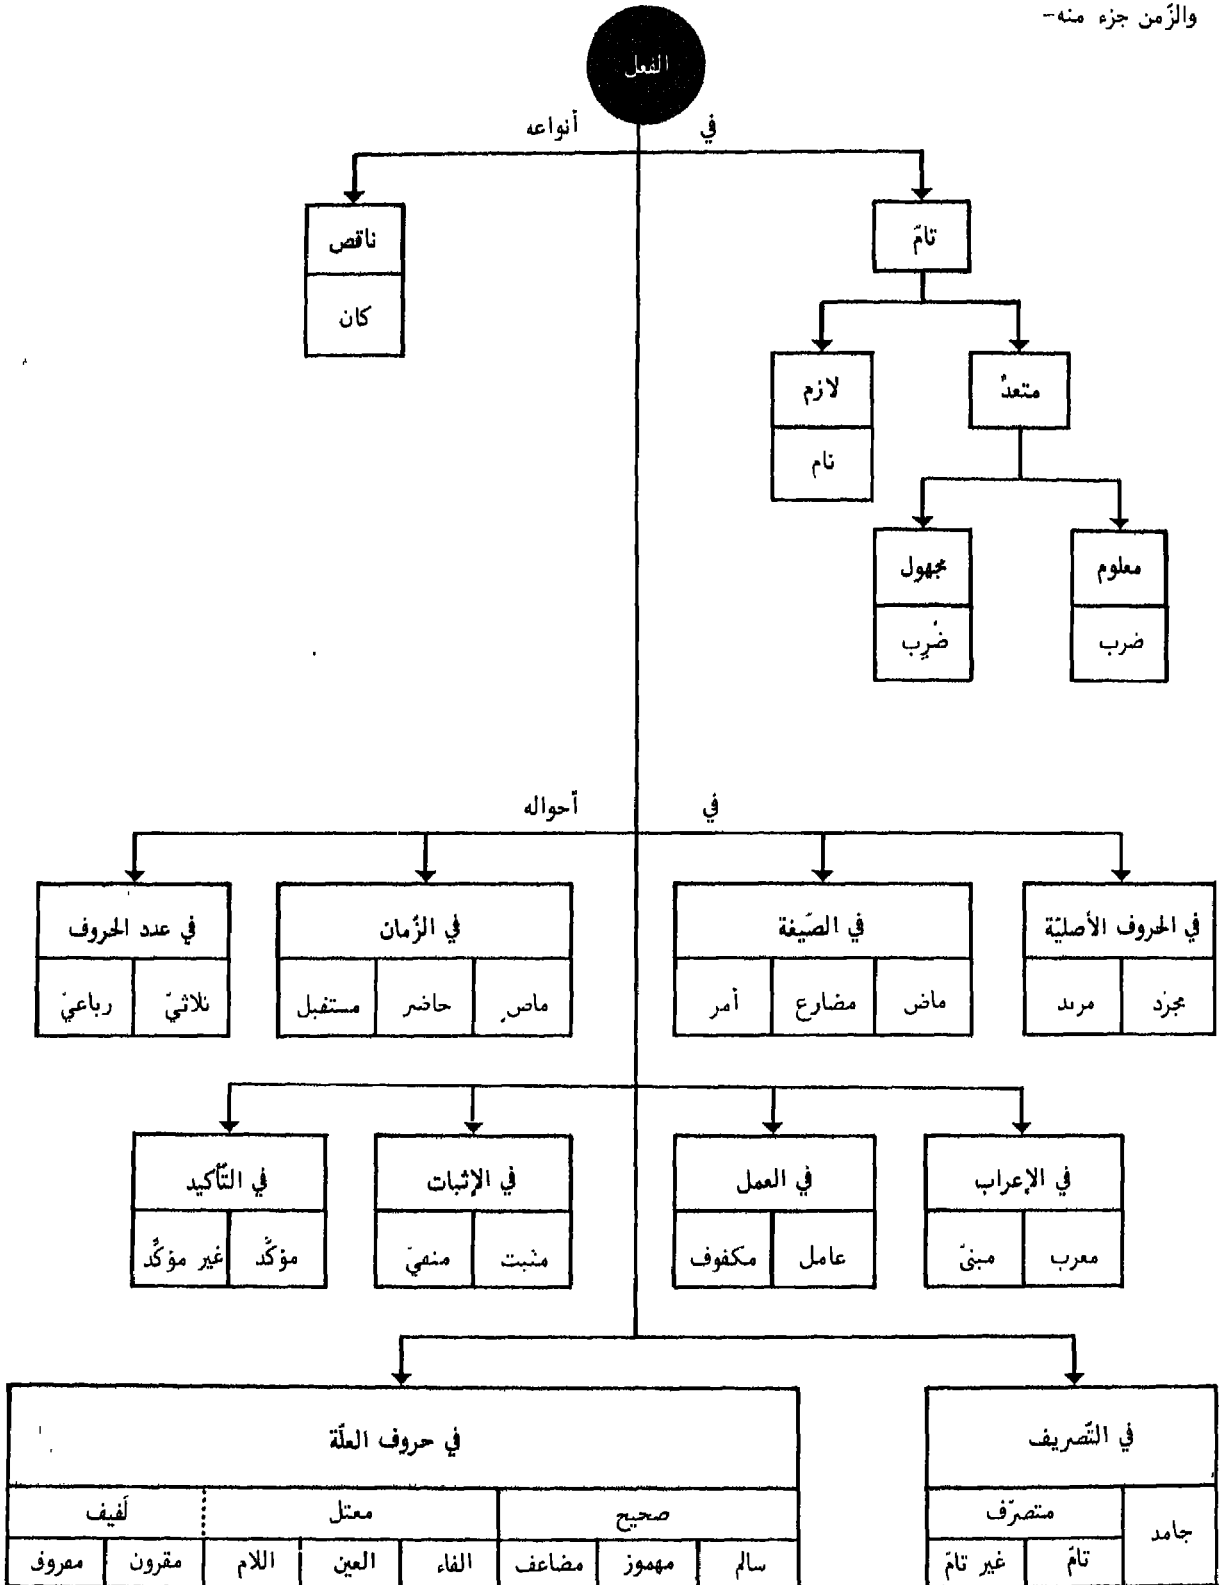 والزّمن جزء منه-
الفعل
في أنواعه
تامّ
ناقص
كان
متعدٍّ
لازم
نام
معلوم
مجهول
ضرب
ضُرِب
في أحواله
في الحروف الأصليّة
في الصّيغة
في الزّمان
في عدد الحروف
مجرّد
مزيد
ماض
مضارع
أمر
ماضٍ
حاضر
مستقبل
ثلاثيّ
رباعيّ
في الإعراب
في العمل
في الإثبات
في التّأكيد
معرب
مبنيّ
عامل
مكفوف
مثبت
منفيّ
مؤكّد
غير مؤكّد
في التّصريف
في حروف العلّة
جامد
متصرّف
صحيح
معتل
لَفيف
تامّ
غير تامّ
سالم
مهموز
مضاعف
الفاء
العين
اللام
مقرون
مفروق